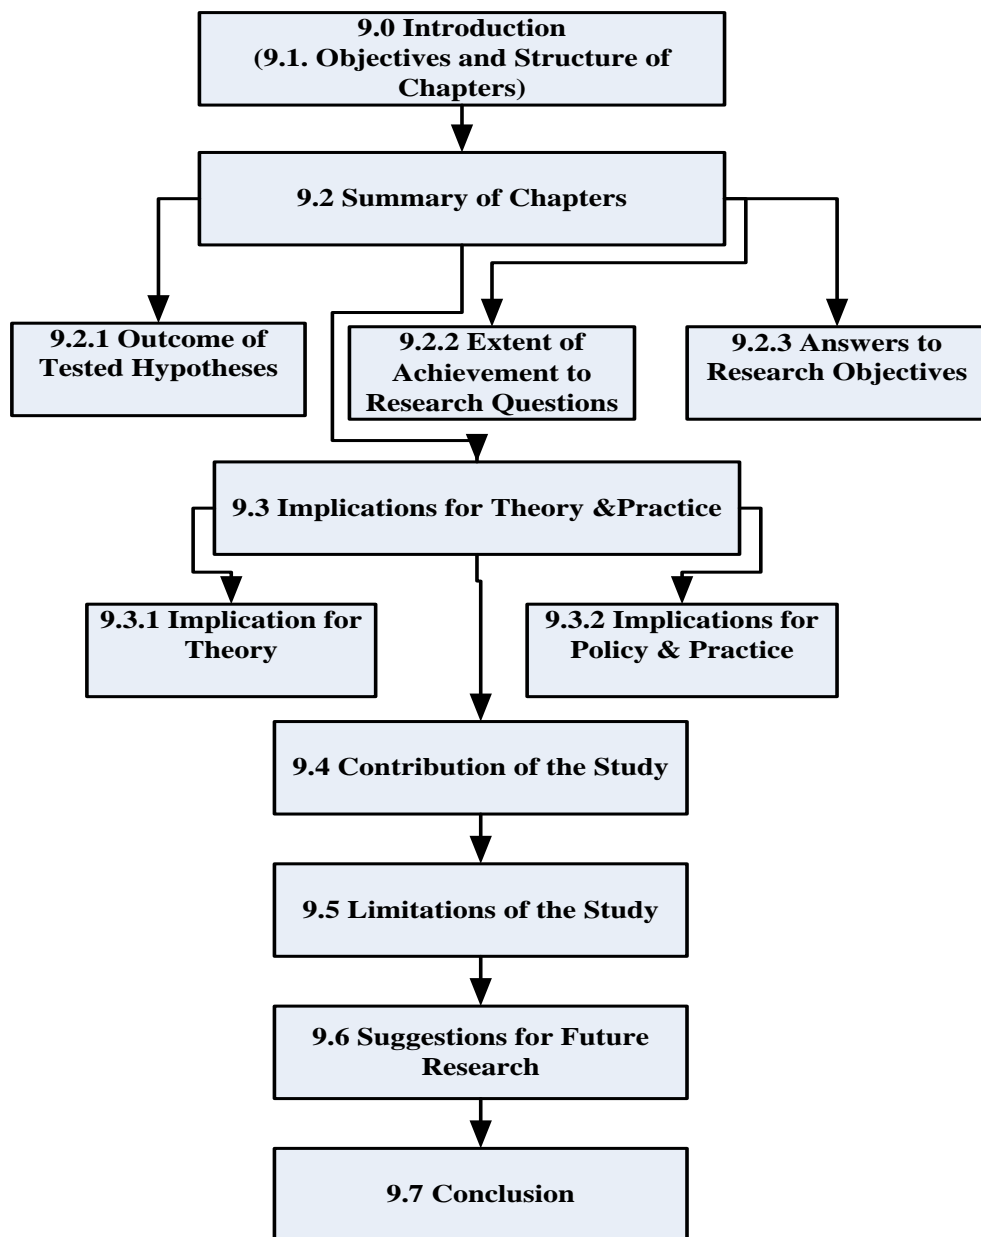 9.0 Introduction
(9.1. Objectives and Structure of
Chapters)
9.2 Summary of Chapters
9.2.1 Outcome of
Tested Hypotheses
9.2.2 Extent of
Achievement to
Research Questions
9.2.3 Answers to
Research Objectives
9.3 Implications for Theory &Practice
9.3.1 Implication for
Theory
9.3.2 Implications for
Policy & Practice
9.4 Contribution of the Study
9.5 Limitations of the Study
9.6 Suggestions for Future
Research
9.7 Conclusion